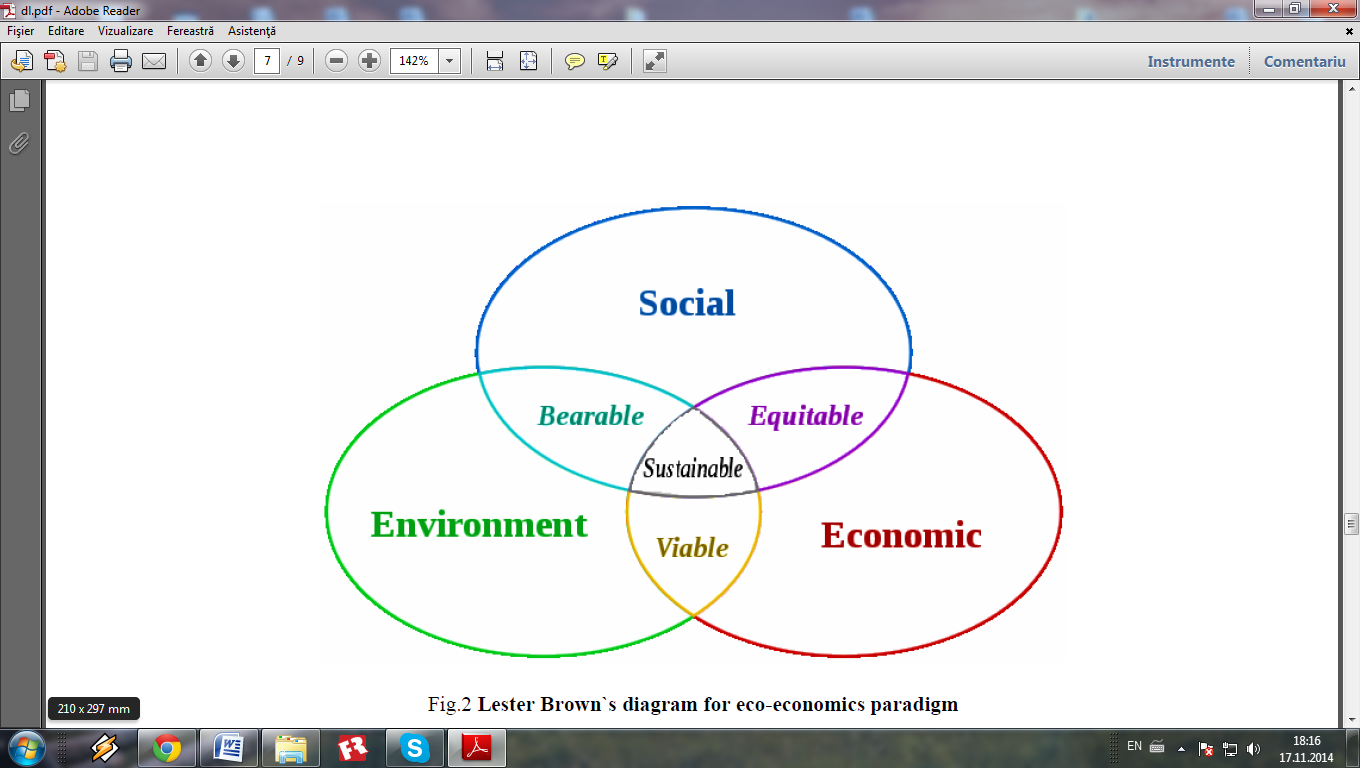 dl.pdf - Adobe Reader
Fișier Editare Vizualizare Fereastră Asistență
7 / 9 142% Instrumente Comentariu
Social
Bearable Equitable
Sustainable
Environment Economic
Viable
Fig.2 Lester Brown`s diagram for eco-economics paradigm
210 x 297 mm
EN 18:16
17.11.2014